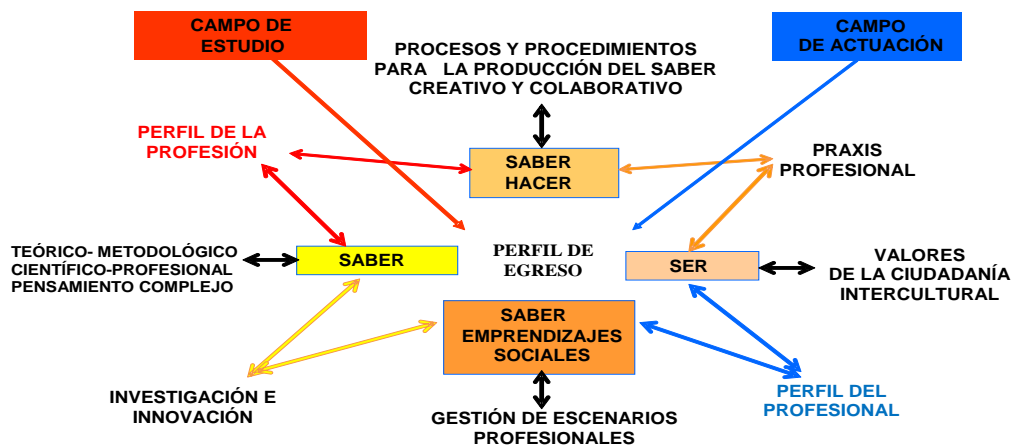 CAMPO DE
ESTUDIO
CAMPO
DE ACTUACIÓN
PROCESOS Y PROCEDIMIENTOS
PARA LA PRODUCCIÓN DEL SABER
CREATIVO Y COLABORATIVO
PERFIL DE LA
PROFESIÓN
SABER
HACER
PRAXIS
PROFESIONAL
TEÓRICO- METODOLÓGICO
CIENTÍFICO-PROFESIONAL
PENSAMIENTO COMPLEJO
SABER
PERFIL DE
EGRESO
SER
VALORES
DE LA CIUDADANÍA
INTERCULTURAL
SABER
EMPRENDIZAJES
SOCIALES
INVESTIGACIÓN E
INNOVACIÓN
GESTIÓN DE ESCENARIOS
PROFESIONALES
PERFIL DEL
PROFESIONAL